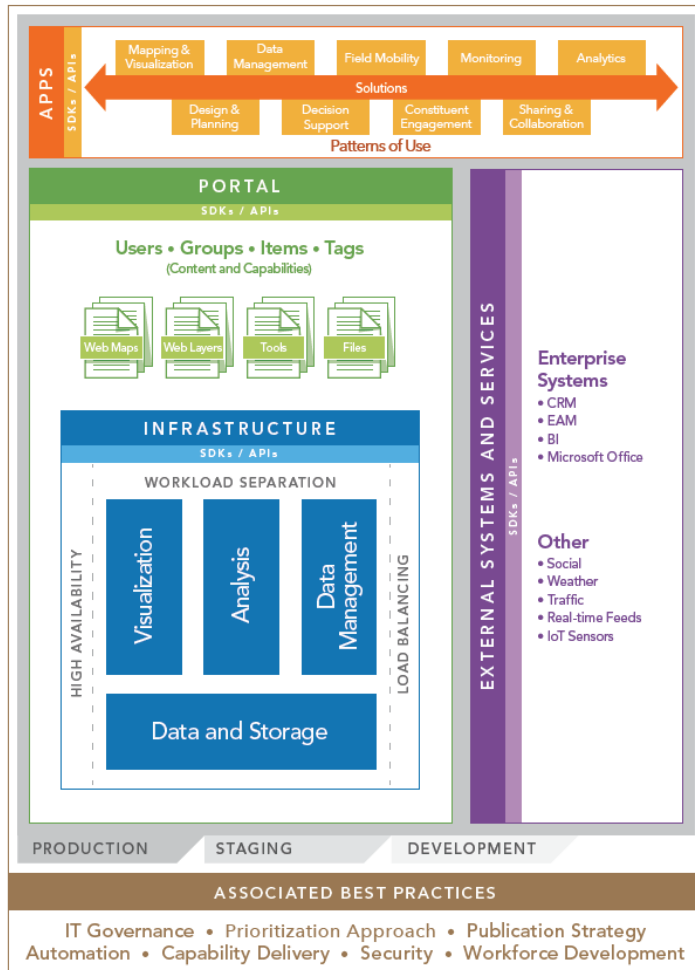 APPS
SDKs / APIs
Mapping &
Visualization
Data
Management
Field Mobility
Monitoring
Analytics
Solutions
Design &
Planning
Decision
Support
Constituent
Engagement
Sharing &
Collaboration
Patterns of Use
PORTAL
SDKs / APIs
Users • Groups • Items • Tags
(Content and Capabilities)
Web Maps
Web Layers
Tools
Files
INFRASTRUCTURE
SDKs / APIs
WORKLOAD SEPARATION
HIGH AVAILABILITY
Visualization
Analysis
Data
Management
LOAD BALANCING
Data and Storage
EXTERNAL SYSTEMS AND SERVICES
SDKs / APIs
Enterprise
Systems
• CRM
• EAM
• BI
• Microsoft Office
Other
• Social
• Weather
• Traffic
• Real-time Feeds
• IoT Sensors
PRODUCTION
STAGING
DEVELOPMENT
ASSOCIATED BEST PRACTICES
IT Governance • Prioritization Approach • Publication Strategy
Automation • Capability Delivery • Security • Workforce Development